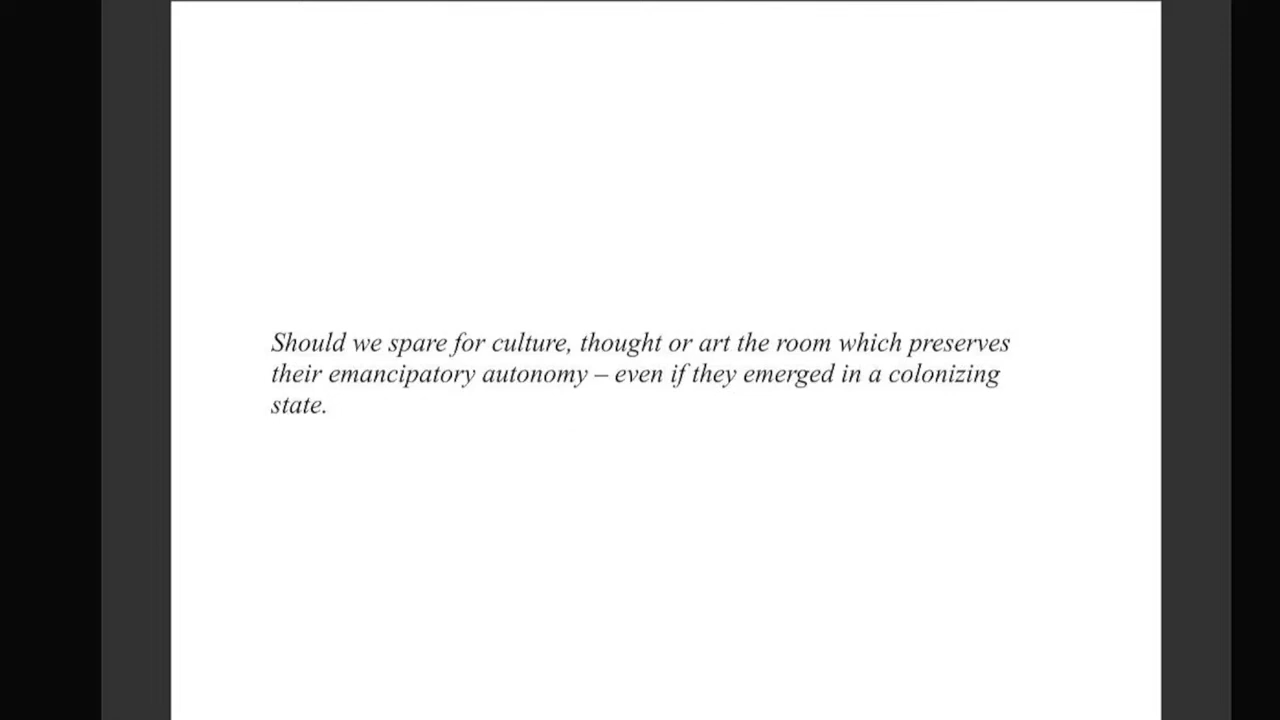 Should we spare for culture, thought or art the room which preserves
their emancipatory autonomy – even if they emerged in a colonizing
state.